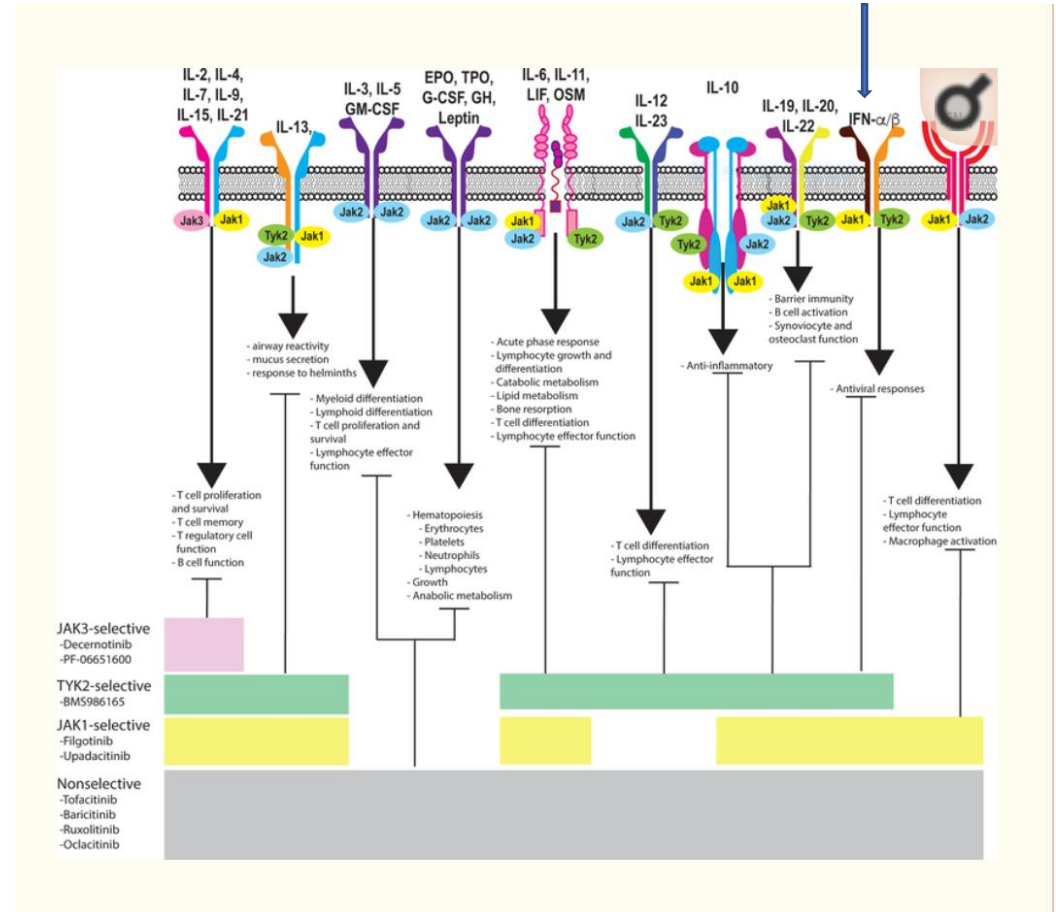 IL-2, IL-4,
IL-7, IL-9,
IL-15, IL-21
IL-13,
IL-3, IL-5
GM-CSF
EPO, TPO,
G-CSF, GH,
Leptin
IL-6, IL-11,
LIF, OSM
IL-12
IL-23
IL-10
IL-19, IL-20,
IL-22
IFN-α/β
Jak3
Jak1
Tyk2
Jak1
Jak2
Jak2
Jak2
Jak2
Jak2
Jak1
Jak2
Tyk2
Jak2
Tyk2
Tyk2
Jak2
Jak1
Jak1
Jak1
Jak2
Tyk2
Jak1
Tyk2
Jak1
Jak2
- T cell proliferation
and survival
- T cell memory
- T regulatory cell
function
- B cell function
- airway reactivity
- mucus secretion
- response to helminths
- Myeloid differentiation
- Lymphoid differentiation
- T cell proliferation and
survival
- Lymphocyte effector
function
- Hematopoiesis
- Erythrocytes
- Platelets
- Neutrophils
- Lymphocytes
- Growth
- Anabolic metabolism
- Acute phase response
- Lymphocyte growth and
differentiation
- Catabolic metabolism
- Lipid metabolism
- Bone resorption
- T cell differentiation
- Lymphocyte effector function
- T cell differentiation
- Lymphocyte effector
function
- Anti-inflammatory
- Barrier immunity
- B cell activation
- Synoviocyte and
osteoclast function
- Antiviral responses
- T cell differentiation
- Lymphocyte
effector function
- Macrophage activation
JAK3-selective
-Decernotinib
-PF-06651600
TYK2-selective
-BMS986165
JAK1-selective
-Filgotinib
-Upadacitinib
Nonselective
-Tofacitinib
-Baricitinib
-Ruxolitinib
-Oclacitinib